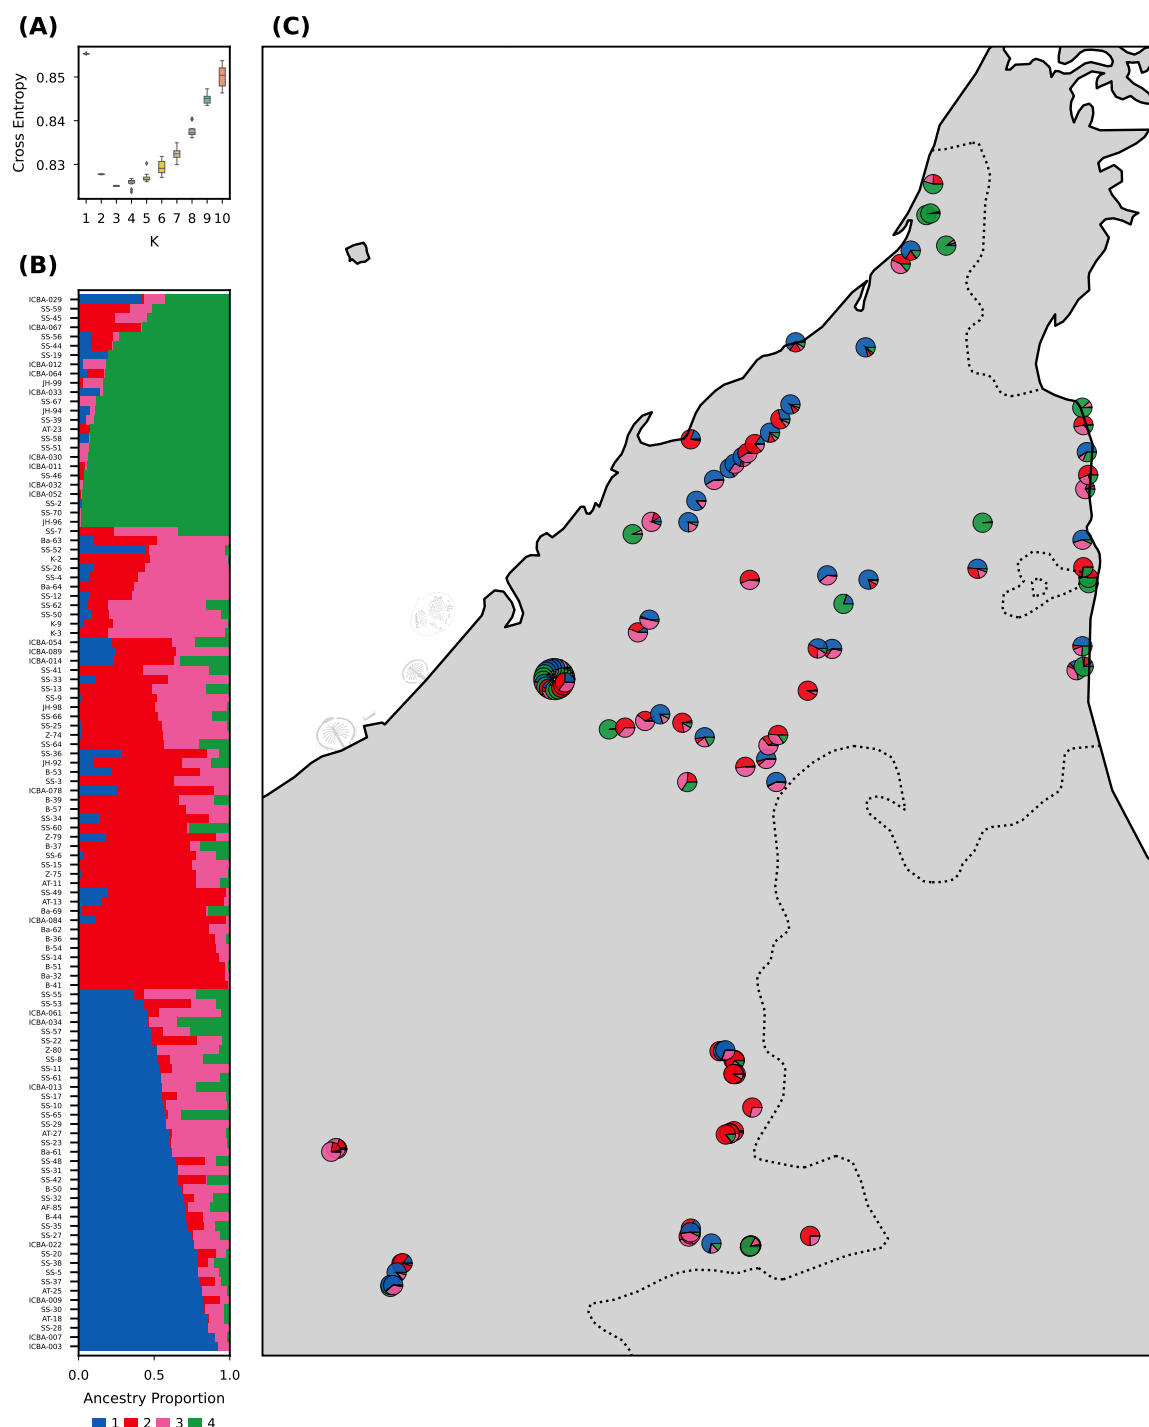 (A)
(C)
Cross Entropy
0.85
0.84
0.83
1 2 3 4 5 6 7 8 9 10
K
(B)
ICBA-029
SS-59
SS-45
ICBA-067
SS-56
SS-44
SS-19
ICBA-012
ICBA-064
JH-99
ICBA-033
SS-67
JH-94
SS-39
AT-23
SS-58
SS-51
ICBA-030
ICBA-011
SS-46
ICBA-032
ICBA-052
SS-2
SS-70
JH-96
SS-7
Ba-63
SS-52
K-2
SS-26
SS-4
Ba-64
SS-12
SS-62
SS-50
K-9
K-3
ICBA-054
ICBA-089
ICBA-014
SS-41
SS-33
SS-13
SS-9
JH-98
SS-66
SS-25
Z-74
SS-64
SS-36
JH-92
B-53
SS-3
ICBA-078
B-39
B-57
SS-34
SS-60
Z-79
B-37
SS-6
SS-15
Z-75
AT-11
SS-49
AT-13
Ba-69
ICBA-084
Ba-62
B-36
B-54
SS-14
B-51
Ba-32
B-41
SS-55
SS-53
ICBA-061
ICBA-034
SS-57
SS-22
Z-80
SS-8
SS-11
SS-61
ICBA-013
SS-17
SS-10
SS-65
SS-29
AT-27
SS-23
Ba-61
SS-48
SS-31
SS-42
B-50
SS-32
AF-85
B-44
SS-35
SS-27
ICBA-022
SS-20
SS-38
SS-5
SS-37
AT-25
ICBA-009
SS-30
AT-18
SS-28
ICBA-007
ICBA-003
0.0 0.5 1.0
Ancestry Proportion
1 2 3 4